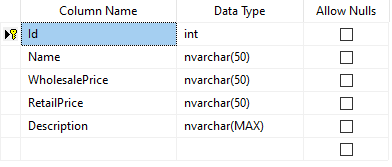 Column Name Data Type Allow Nulls
Id int
Name nvarchar(50)
WholesalePrice nvarchar(50)
RetailPrice nvarchar(50)
Description nvarchar(MAX)